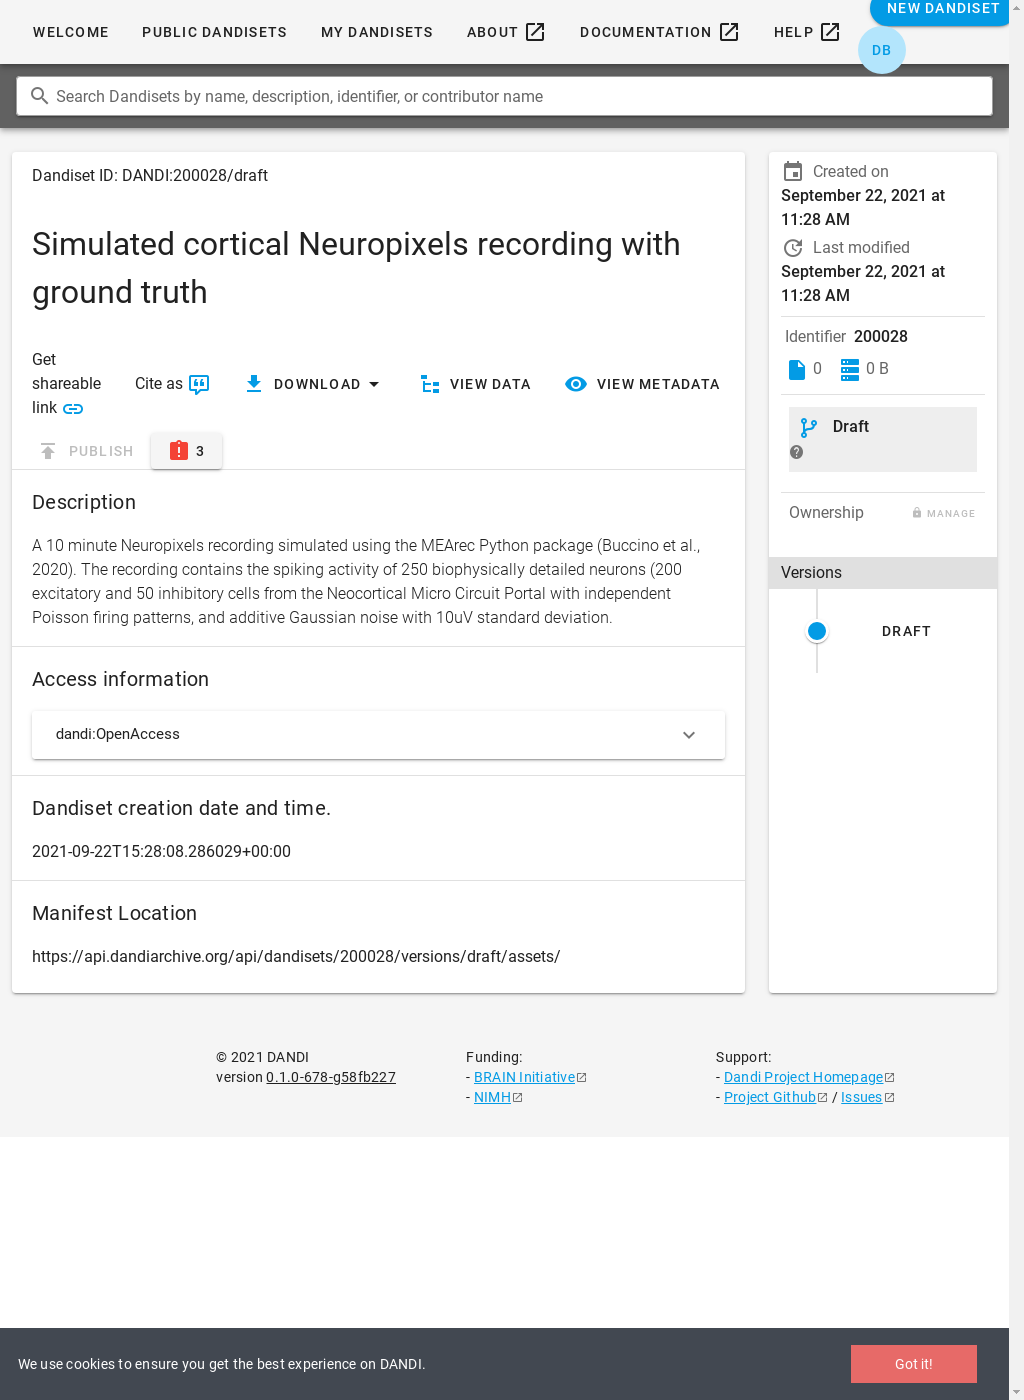 WELCOME PUBLIC DANDISETS MY DANDISETS ABOUT DOCUMENTATION HELP NEW DANDISET
DB
Search Dandisets by name, description, identifier, or contributor name
Dandiset ID: DANDI:200028/draft
Simulated cortical Neuropixels recording with
ground truth
Get
shareable
link
Cite as
DOWNLOAD
VIEW DATA
VIEW METADATA
PUBLISH
3
Description
A 10 minute Neuropixels recording simulated using the MEArec Python package (Buccino et al.,
2020). The recording contains the spiking activity of 250 biophysically detailed neurons (200
excitatory and 50 inhibitory cells from the Neocortical Micro Circuit Portal with independent
Poisson firing patterns, and additive Gaussian noise with 10uV standard deviation.
Access information
dandi:OpenAccess
Dandiset creation date and time.
2021-09-22T15:28:08.286029+00:00
Manifest Location
https://api.dandiarchive.org/api/dandisets/200028/versions/draft/assets/
Created on
September 22, 2021 at
11:28 AM
Last modified
September 22, 2021 at
11:28 AM
Identifier 200028
0 0 B
Draft
Ownership MANAGE
Versions
DRAFT
© 2021 DANDI
version 0.1.0-678-g58fb227
Funding:
- BRAIN Initiative
- NIMH
Support:
- Dandi Project Homepage
- Project Github / Issues
We use cookies to ensure you get the best experience on DANDI.
Got it!